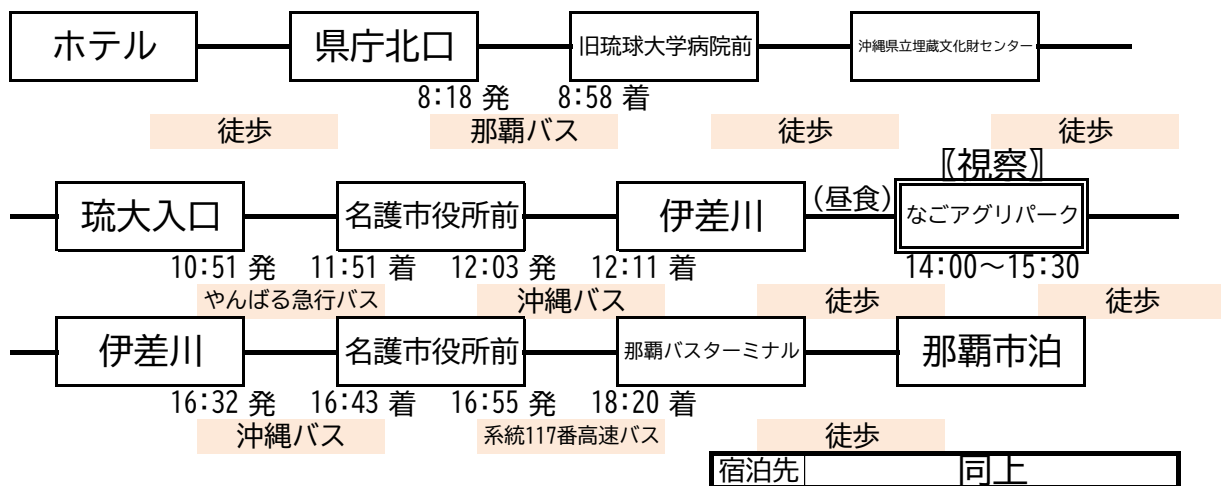 ホテル 県庁北口 旧琉球大学病院前 沖縄県立埋蔵文化財センター
8:18 発 8:58 着
徒歩 那覇バス 徒歩 徒歩
〖視察〗
琉大入口 名護市役所前 伊差川 (昼食) なごアグリパーク
10:51 発 11:51 着 12:03 発 12:11 着 14:00～15:30
やんばる急行バス 沖縄バス 徒歩 徒歩
伊差川 名護市役所前 那覇バスターミナル 那覇市泊
16:32 発 16:43 着 16:55 発 18:20 着
沖縄バス 系統117番高速バス 徒歩
宿泊先 同上